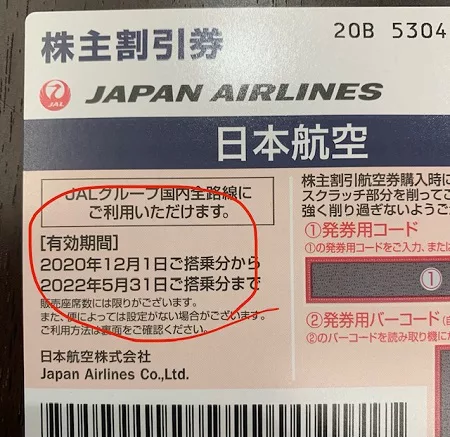 株主割引券
20B 5304
JAL
JAPAN AIRLINES
日本航空
JALグループ国内全路線に
ご利用いただけます。
[有効期間]
2020年12月1日ご搭乗分から
2022年5月31日ご搭乗分まで
販売座席数には限りがございます。
また、便によっては設定がない場合がございます。
ご利用方法は裏面をご確認ください。
日本航空株式会社
Japan Airlines Co.,Ltd.
株主割引航空券購入時に
スクラッチ部分を削ってご
強く削り過ぎないようご
①発券用コード
①の発券用コードをご入力、また
①
②発券用バーコード
②のバーコードを読み取り機に